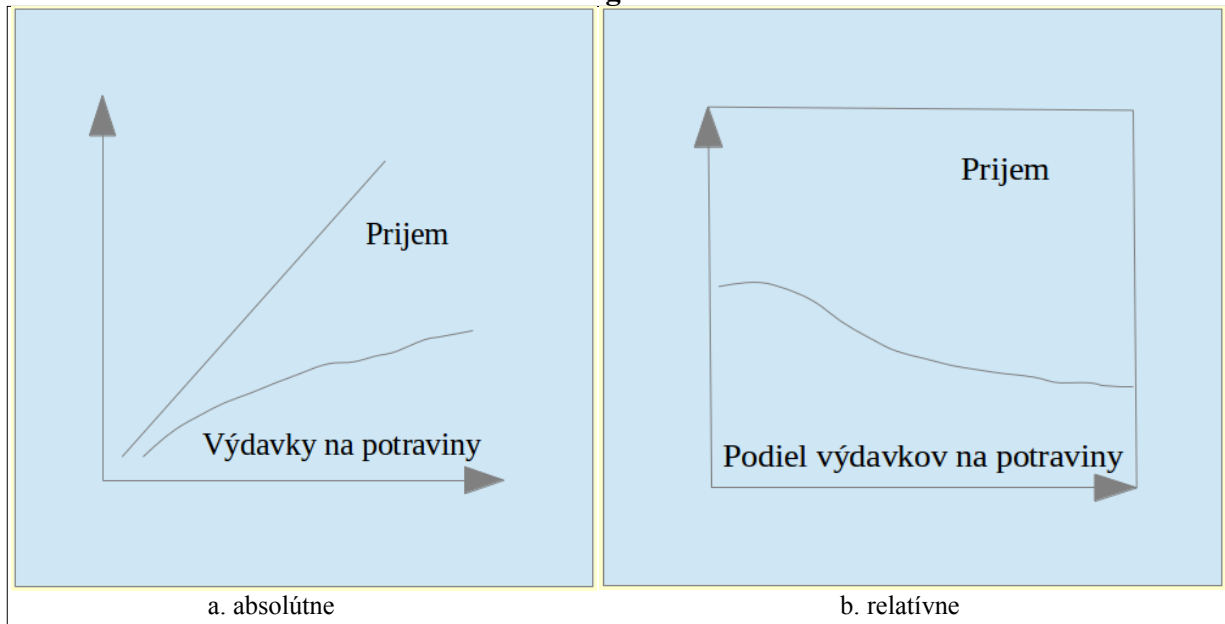 Prijem
Výdavky na potraviny
a. absolútne
Prijem
Podiel výdavkov na potraviny
b. relatívne